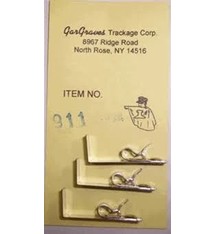 GarGraves Trackage Corp.
8967 Ridge Road
North Rose, NY 14516
ITEM NO.
911